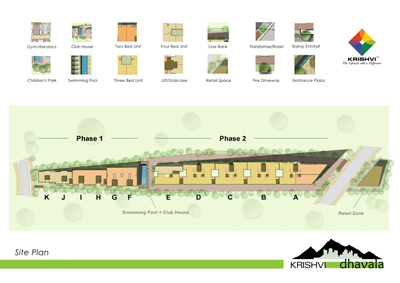 Gym/Aerobics Club House Two Bed Unit Four Bed Unit Gas Bank Transformer/Road Ramp Ent/Exit
KRISHVI
The Lifestyle with a Difference
Children's Park Swimming Pool Three Bed Unit Lift/Staircase Retail Space Fire Driveway Entrance Plaza
Phase 1 Phase 2
K J I H G F E D C B A
Swimming Pool + Club House
Retail Zone
Site Plan
KRISHVI dhavala